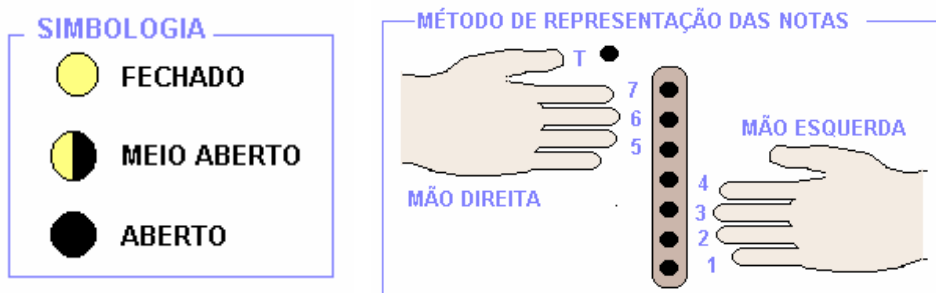 SIMBOLOGIA
FECHADO
MEIO ABERTO
ABERTO
MÉTODO DE REPRESENTAÇÃO DAS NOTAS
T
7
6
5
MÃO DIREITA
MÃO ESQUERDA
4
3
2
1